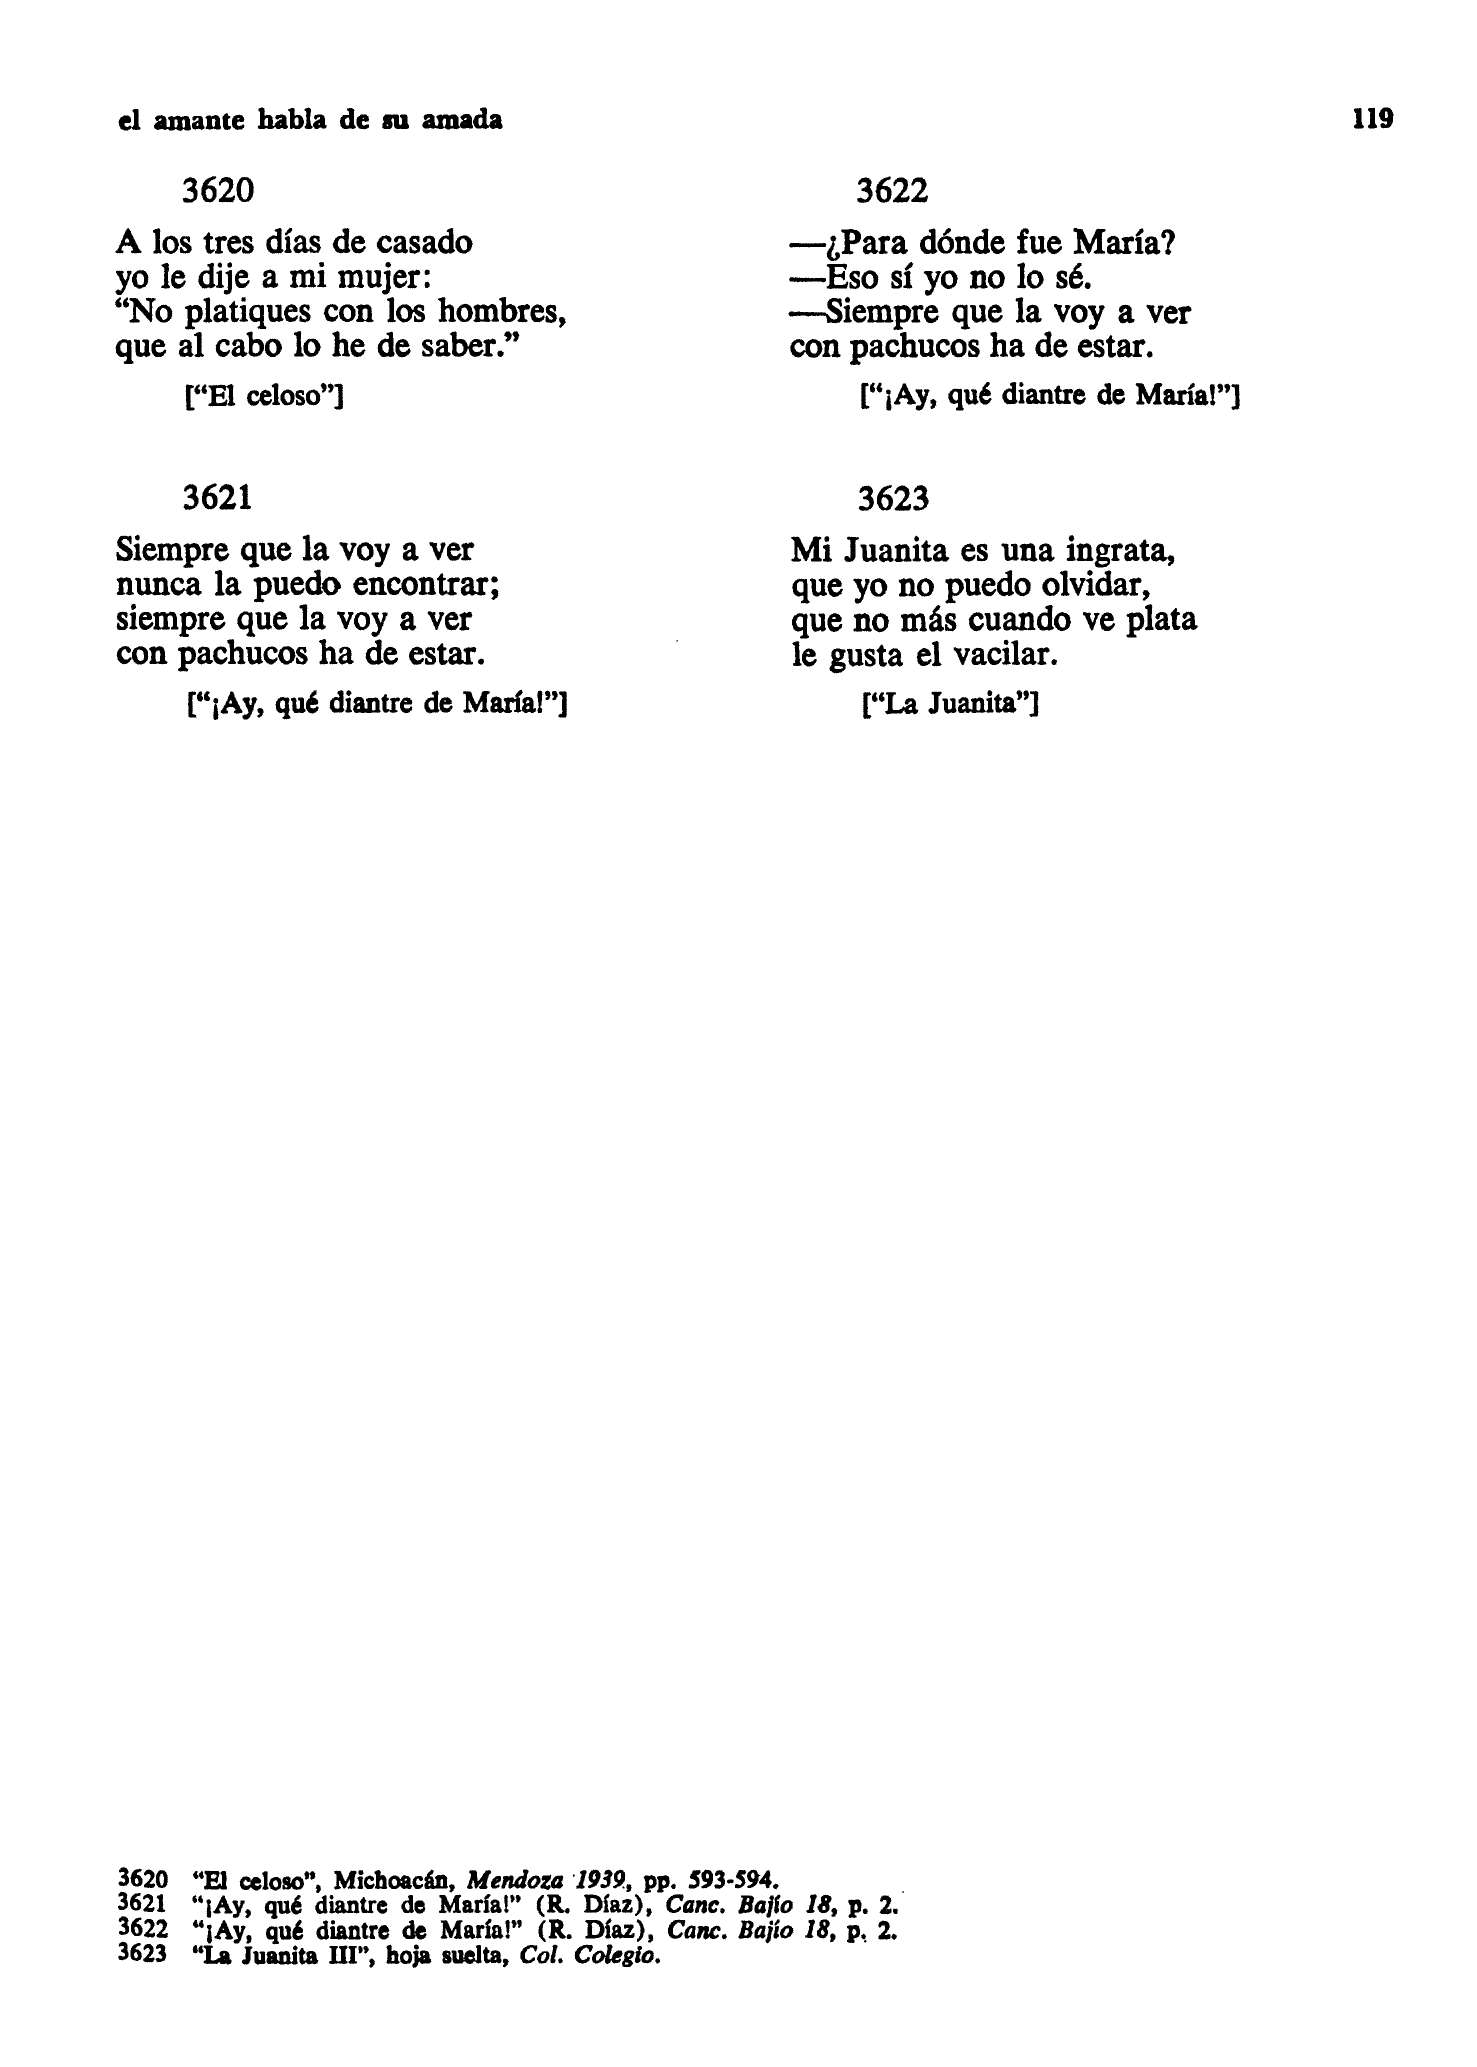 el amante habla de su amada
119
3620
A los tres días de casado
yo le dije a mi mujer:
“No platiques con los hombres,
que al cabo lo he de saber.”
[“El celoso”]
3621
Siempre que la voy a ver
nunca la puedo encontrar;
siempre que la voy a ver
con pachucos ha de estar.
[“¡Ay, qué diantre de María!”]
3622
—¿Para dónde fue María?
—Eso sí yo no lo sé.
—Siempre que la voy a ver
con pachucos ha de estar.
[“¡Ay, qué diantre de María!”]
3623
Mi Juanita es una ingrata,
que yo no puedo olvidar,
que no más cuando ve plata
le gusta el vacilar.
[“La Juanita”]
3620 “El celoso”, Michoacán, Mendoza 1939, pp. 593-594.
3621 “¡Ay, qué diantre de María!” (R. Díaz), Canc. Bajío 18, p. 2.
3622 “¡Ay, qué diantre de María!” (R. Díaz), Canc. Bajío 18, p. 2.
3623 “La Juanita III”, hoja suelta, Col. Colegio.